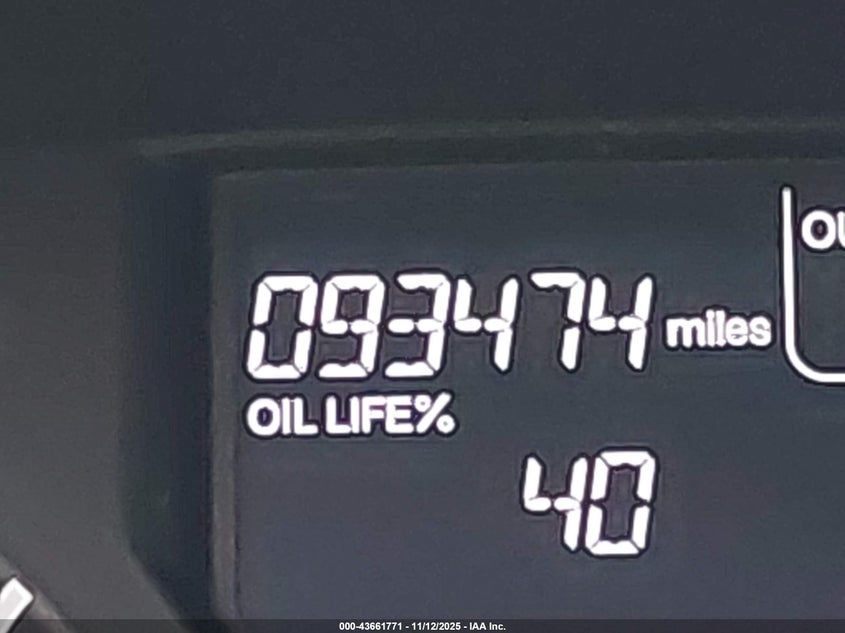 093474 miles
OIL LIFE%
40
000-43661771 - 11/12/2025 - IAA Inc.